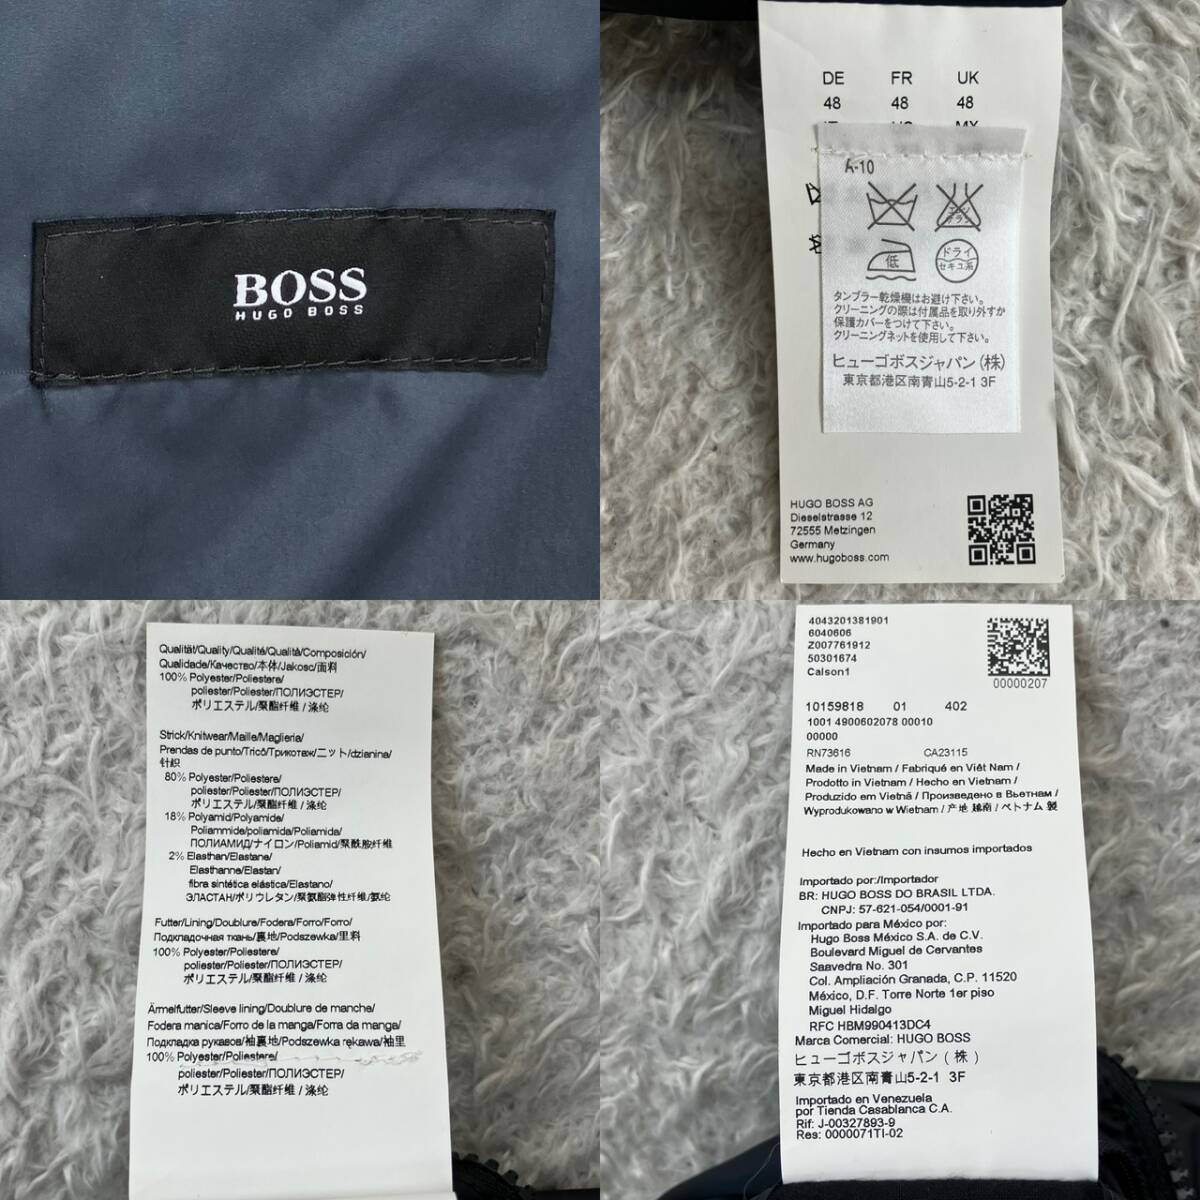 BOSS
HUGO BOSS
DE FR UK
48 48 48
A-10
低
ドライ
セキユ系
タンブラー乾燥機はお避け下さい。
クリーニングの際は付属品を取り外すか
保護カバーをつけて下さい。
クリーニングネットを使用して下さい。
ヒューゴボスジャパン(株)
東京都港区南青山5-2-1 3F
HUGO BOSS AG
Dieselstrasse 12
72555 Metzingen
Germany
www.hugoboss.com
Qualität/Quality/Qualité/Qualità/Composición/
Qualidade/Качество/本体/Jakosc/面料
100% Polyester/Poliestere/
poliester/Poliester/ПОЛИЭСТЕР/
ポリエステル/聚酯纤维 / 涤纶
Strick/Knitwear/Maille/Maglieria/
Prendas de punto/Tricô/Трикотаж/ニット/dzianina/
针织
80% Polyester/Poliestere/
poliester/Poliester/ПОЛИЭСТЕР/
ポリエステル/聚酯纤维 / 涤纶
18% Polyamid/Polyamide/
Poliammide/poliamida/Poliamida/
ПОЛИАМИД/ナイロン/Poliamid/聚酰胺纤维
2% Elasthan/Elastane/
Elasthanne/Elastan/
fibra sintética elástica/Elastano/
ЭЛАСТАН/ポリウレタン/聚氨酯弹性纤维/氨纶
Futter/Lining/Doublure/Fodera/Forro/Forro/
Подкладочная ткань/裏地/Podszewka/里料
100% Polyester/Poliestere/
poliester/Poliester/ПОЛИЭСТЕР/
ポリエステル/聚酯纤维 / 涤纶
Ärmelfutter/Sleeve lining/Doublure de manche/
Fodera manica/Forro de la manga/Forra da manga/
Подкладка рукавов/袖裏地/Podszewka rękawa/袖里
100% Polyester/Poliestere/
poliester/Poliester/ПОЛИЭСТЕР/
ポリエステル/聚酯纤维 / 涤纶
4043201381901
6040606
Z007761912
50301674
Calson1
00000207
10159818 01 402
1001 4900602078 00010
00000
RN73616 CA23115
Made in Vietnam / Fabriqué en Viêt Nam /
Prodotto in Vietnam / Hecho en Vietnam /
Produzido em Vietnã / Произведено в Вьетнам /
Wyprodukowano w Wietnam / 产地 越南 / ベトナム 製
Hecho en Vietnam con insumos importados
Importado por:/Importador
BR: HUGO BOSS DO BRASIL LTDA.
CNPJ: 57-621-054/0001-91
Importado para México por:
Hugo Boss México S.A. de C.V.
Boulevard Miguel de Cervantes
Saavedra No. 301
Col. Ampliación Granada, C.P. 11520
México, D.F. Torre Norte 1er piso
Miguel Hidalgo
RFC HBM990413DC4
Marca Comercial: HUGO BOSS
ヒューゴボスジャパン(株)
東京都港区南青山5-2-1 3F
Importado en Venezuela
por Tienda Casablanca C.A.
Rif: J-00327893-9
Res: 0000071TI-02